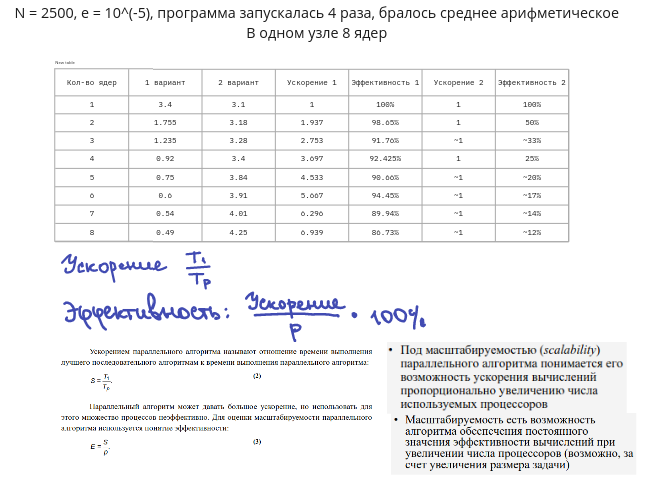 N = 2500, e = 10^(-5), программа запускалась 4 раза, бралось среднее арифметическое
В одном узле 8 ядер
New table
Кол-во ядер 1 вариант 2 вариант Ускорение 1 Эффективность 1 Ускорение 2 Эффективность 2
1 3.4 3.1 1 100% 1 100%
2 1.755 3.18 1.937 98.65% 1 50%
3 1.235 3.28 2.753 91.76% ~1 ~33%
4 0.92 3.4 3.697 92.425% 1 25%
5 0.75 3.84 4.533 90.66% ~1 ~20%
6 0.6 3.91 5.667 94.45% ~1 ~17%
7 0.54 4.01 6.296 89.94% ~1 ~14%
8 0.49 4.25 6.939 86.73% ~1 ~12%
Ускорение T₁/Tp
Эффективность: Ускорение/p • 100%
Ускорением параллельного алгоритма называют отношение времени выполнения
лучшего последовательного алгоритма к времени выполнения параллельного алгоритма:
S = T₁/Tp. (2)
Параллельный алгоритм может давать большое ускорение, но использовать для
этого множество процессов неэффективно. Для оценки масштабируемости параллельного
алгоритма используется понятие эффективности:
E = S/p. (3)
• Под масштабируемостью (scalability)
параллельного алгоритма понимается его
возможность ускорения вычислений
пропорционально увеличению числа
используемых процессоров
• Масштабируемость есть возможность
алгоритма обеспечения постоянного
значения эффективности вычислений при
увеличении числа процессоров (возможно, за
счет увеличения размера задачи)